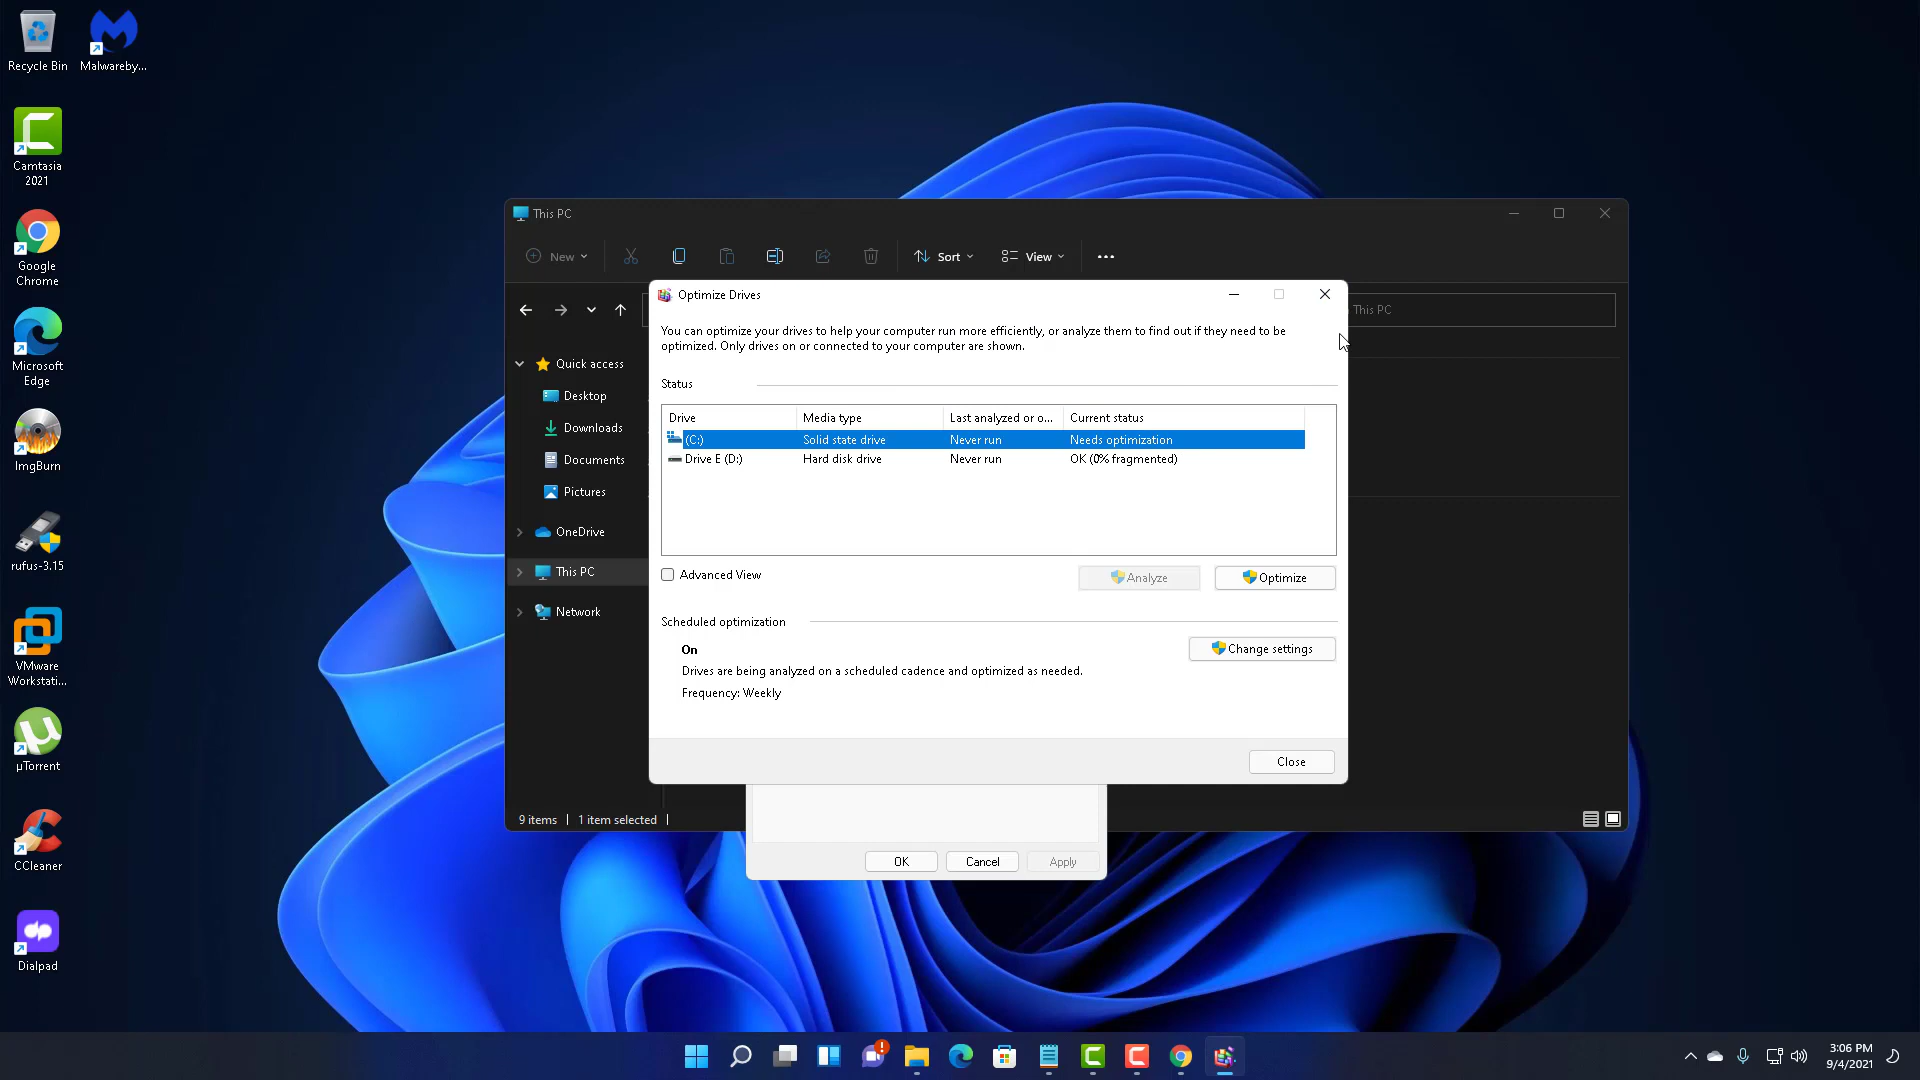 Recycle Bin
Malwareby...
Camtasia
2021
Google
Chrome
Microsoft
Edge
ImgBurn
rufus-3.15
VMware
Workstati...
µTorrent
CCleaner
Dialpad
This PC
New
Sort
View
This PC
Quick access
Desktop
Downloads
Documents
Pictures
OneDrive
This PC
Network
9 items
1 item selected
Optimize Drives
You can optimize your drives to help your computer run more efficiently, or analyze them to find out if they need to be
optimized. Only drives on or connected to your computer are shown.
Status
Drive Media type Last analyzed or o... Current status
(C:) Solid state drive Never run Needs optimization
Drive E (D:) Hard disk drive Never run OK (0% fragmented)
Advanced View
Analyze
Optimize
Scheduled optimization
On
Change settings
Drives are being analyzed on a scheduled cadence and optimized as needed.
Frequency: Weekly
Close
OK
Cancel
Apply
3:06 PM
9/4/2021